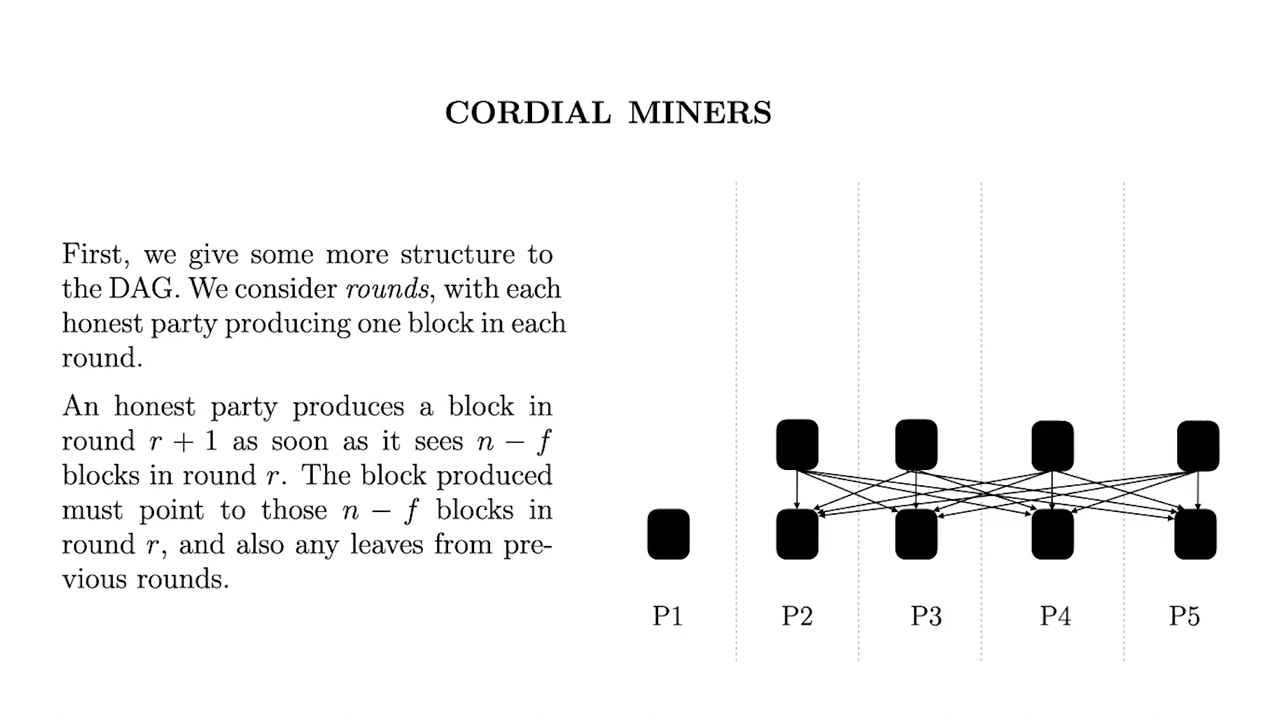 CORDIAL MINERS
First, we give some more structure to
the DAG. We consider rounds, with each
honest party producing one block in each
round.
An honest party produces a block in
round r + 1 as soon as it sees n − f
blocks in round r. The block produced
must point to those n − f blocks in
round r, and also any leaves from pre-
vious rounds.
P1 P2 P3 P4 P5